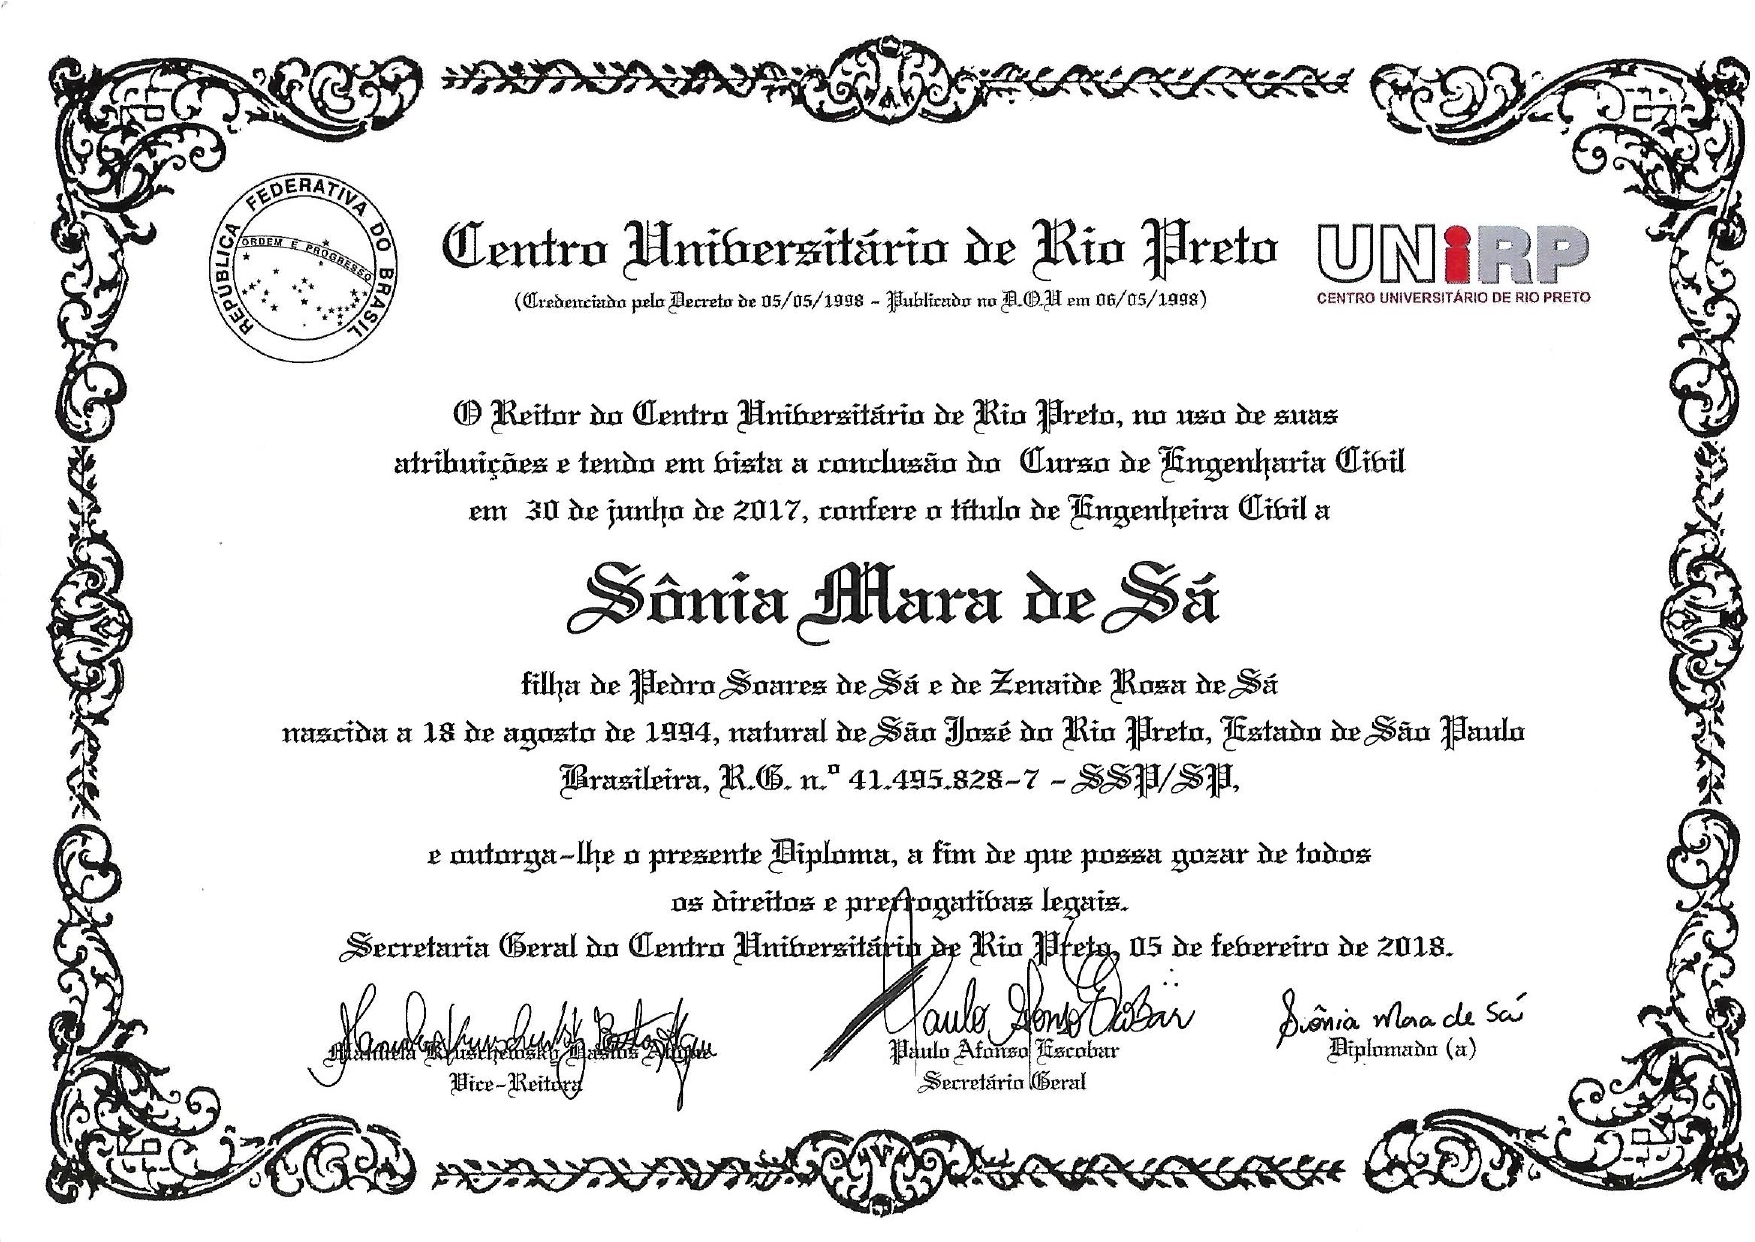 REPÚBLICA FEDERATIVA DO BRASIL
ORDEM E PROGRESSO
Centro Universitário de Rio Preto
(Credenciado pelo Decreto de 05/05/1998 - Publicado no D.O.U em 06/05/1998)
UNiRP
CENTRO UNIVERSITÁRIO DE RIO PRETO
O Reitor do Centro Universitário de Rio Preto, no uso de suas
atribuições e tendo em vista a conclusão do Curso de Engenharia Civil
em 30 de junho de 2017, confere o título de Engenheira Civil a
Sônia Mara de Sá
filha de Pedro Soares de Sá e de Zenaide Rosa de Sá
nascida a 18 de agosto de 1994, natural de São José do Rio Preto, Estado de São Paulo
Brasileira, R.G. n.º 41.495.828-7 - SSP/SP,
e outorga-lhe o presente Diploma, a fim de que possa gozar de todos
os direitos e prerrogativas legais.
Secretaria Geral do Centro Universitário de Rio Preto, 05 de fevereiro de 2018.
Paulo Afonso Escobar
Sônia Mara de Sá
Manuela Kruschewsky Bastos
Paulo Afonso Escobar
Diplomado (a)
Vice-Reitora
Secretário Geral